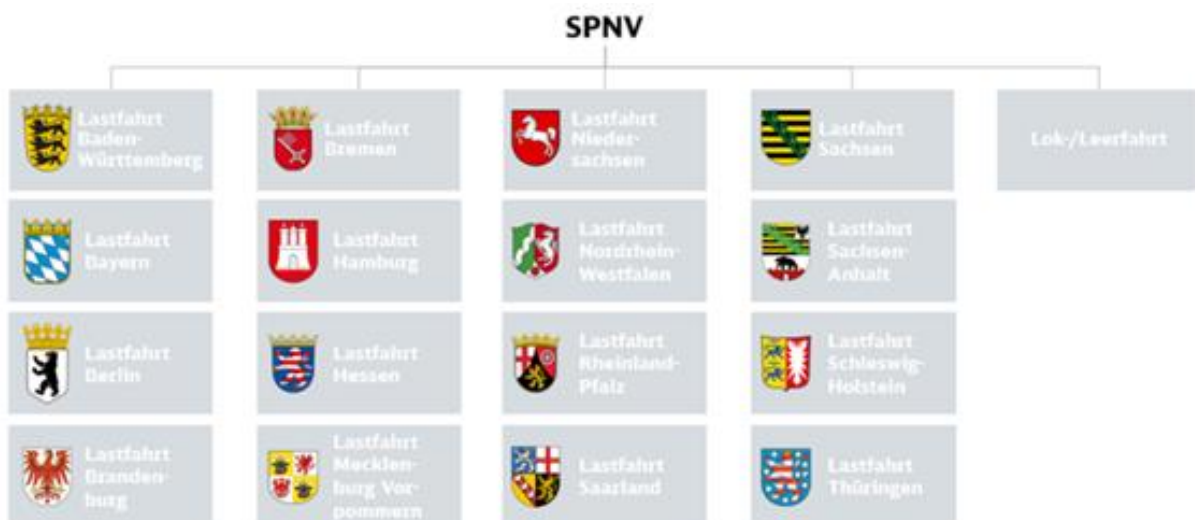 SPNV
Lastfahrt
Baden-
Württemberg
Lastfahrt
Bayern
Lastfahrt
Berlin
Lastfahrt
Branden-
burg
Lastfahrt
Bremen
Lastfahrt
Hamburg
Lastfahrt
Hessen
Lastfahrt
Mecklen-
burg Vor-
pommern
Lastfahrt
Nieder-
sachsen
Lastfahrt
Nordrhein-
Westfalen
Lastfahrt
Rheinland-
Pfalz
Lastfahrt
Saarland
Lastfahrt
Sachsen
Lastfahrt
Sachsen-
Anhalt
Lastfahrt
Schleswig-
Holstein
Lastfahrt
Thüringen
Lok-/Leerfahrt